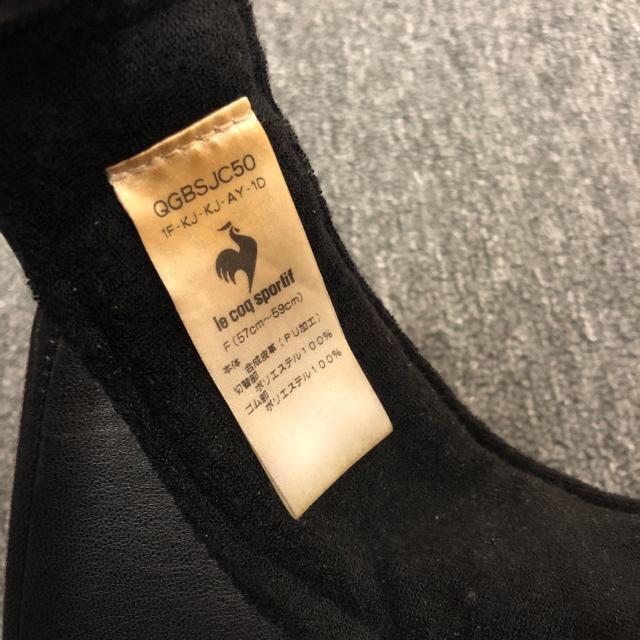 QGBSJC50
1F-KJ-KJ-AY-1D
le coq sportif
F(57cm-59cm)
本体 合成皮革(PU加工)
切替部 ポリエステル100%
ゴム部 ポリエステル100%